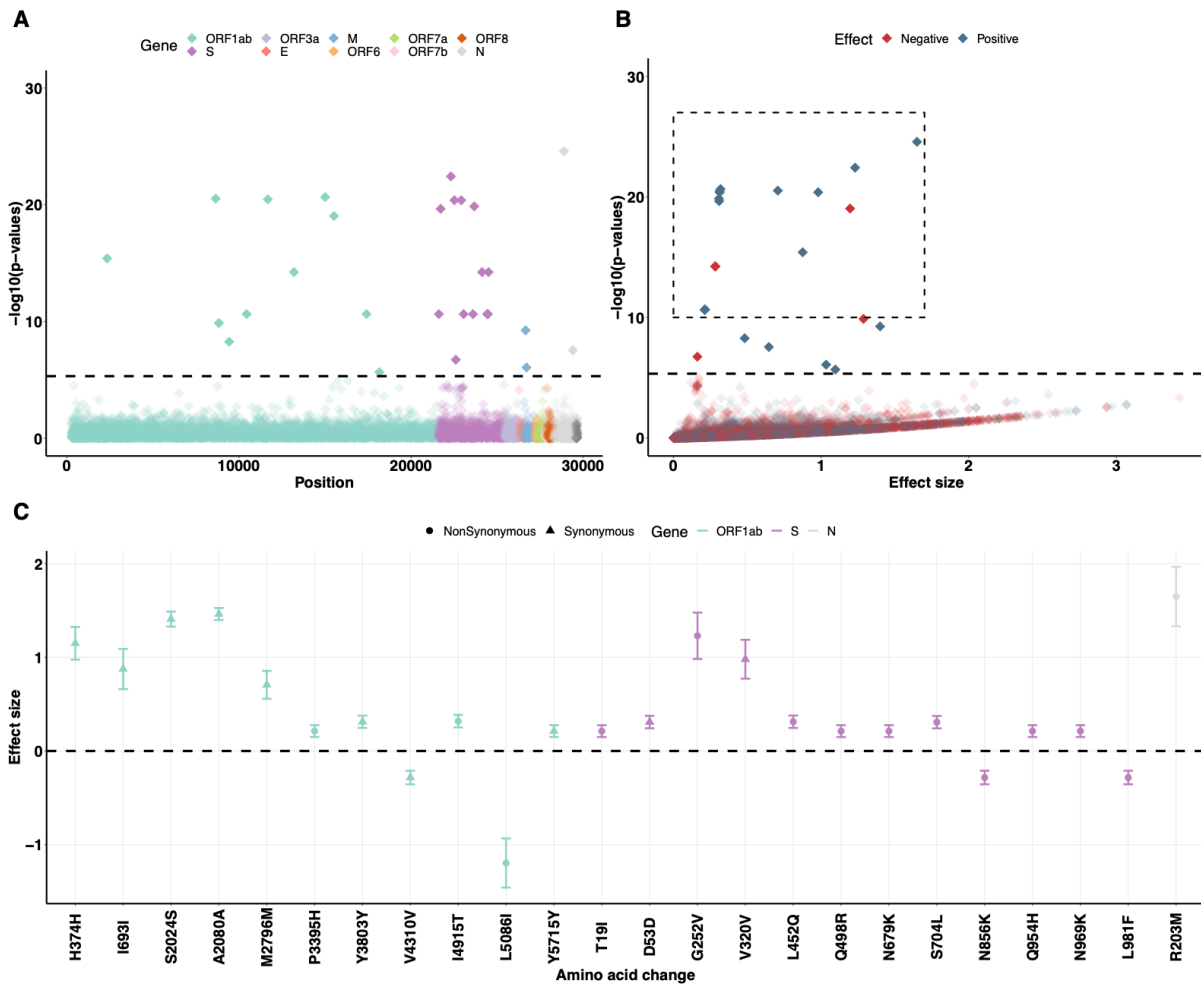 A
Gene ORF1ab ORF3a M ORF7a ORF8
S E ORF6 ORF7b N
30
20
10
0
−log10(p−values)
0 10000 20000 30000
Position
B
Effect Negative Positive
30
20
10
0
−log10(p−values)
0 1 2 3
Effect size
C
NonSynonymous Synonymous Gene ORF1ab S N
2
1
0
−1
Effect size
H374H I693I S2024S A2080A M2796M P3395H Y3803Y V4310V I4915T L5086I Y5715Y T19I D53D G252V V320V L452Q Q498R N679K S704L N856K Q954H N969K L981F R203M
Amino acid change